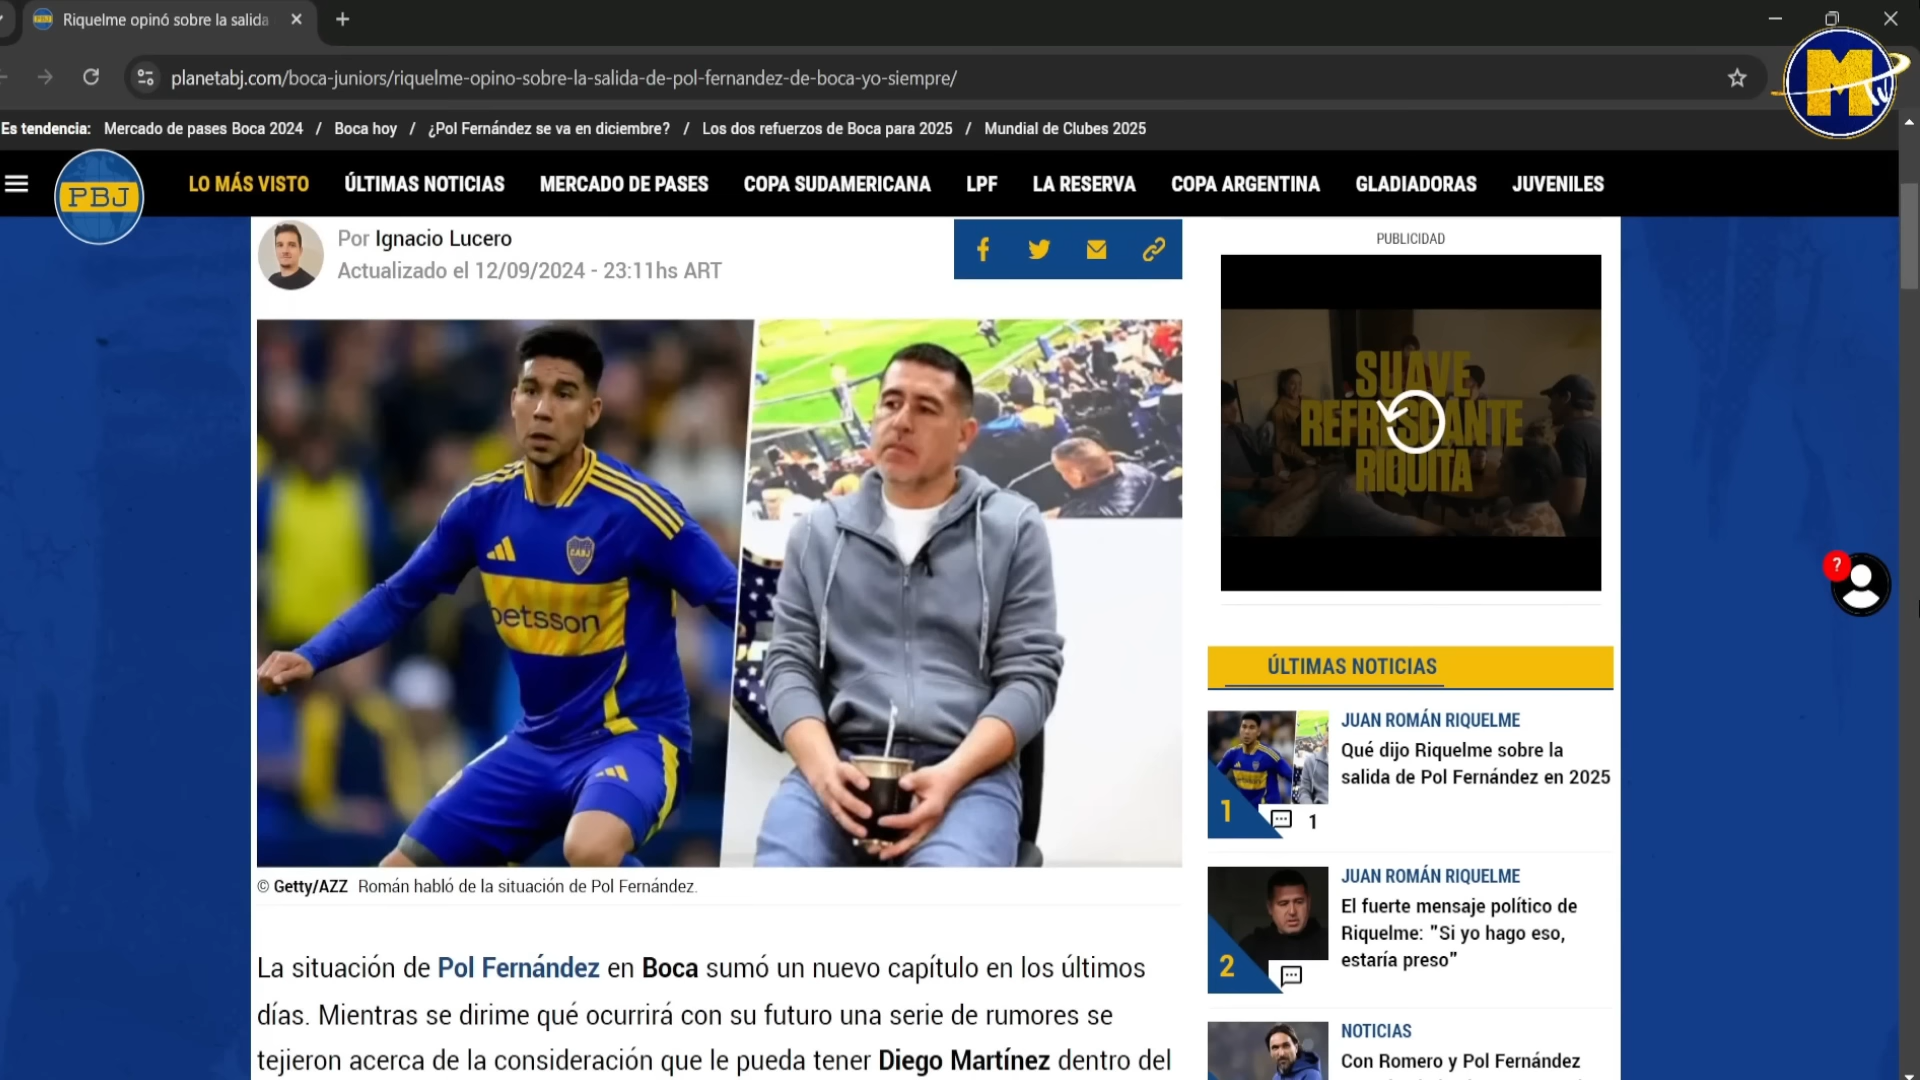 Riquelme opinó sobre la salida
planetabj.com/boca-juniors/riquelme-opino-sobre-la-salida-de-pol-fernandez-de-boca-yo-siempre/
M
TV
Es tendencia: Mercado de pases Boca 2024 / Boca hoy / ¿Pol Fernández se va en diciembre? / Los dos refuerzos de Boca para 2025 / Mundial de Clubes 2025
PBJ
LO MÁS VISTO ÚLTIMAS NOTICIAS MERCADO DE PASES COPA SUDAMERICANA LPF LA RESERVA COPA ARGENTINA GLADIADORAS JUVENILES
Por Ignacio Lucero
Actualizado el 12/09/2024 - 23:11hs ART
CABJ
betsson
© Getty/AZZ Román habló de la situación de Pol Fernández.
La situación de Pol Fernández en Boca sumó un nuevo capítulo en los últimos
días. Mientras se dirime qué ocurrirá con su futuro una serie de rumores se
tejieron acerca de la consideración que le pueda tener Diego Martínez dentro del
PUBLICIDAD
SUAVE
REFRESCANTE
RIQUITA
?
ÚLTIMAS NOTICIAS
JUAN ROMÁN RIQUELME
Qué dijo Riquelme sobre la
salida de Pol Fernández en 2025
1
1
JUAN ROMÁN RIQUELME
El fuerte mensaje político de
Riquelme: "Si yo hago eso,
estaría preso"
2
NOTICIAS
Con Romero y Pol Fernández